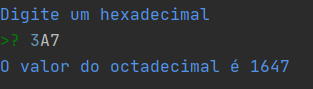 Digite um hexadecimal
>? 3A7
O valor do octadecimal é 1647